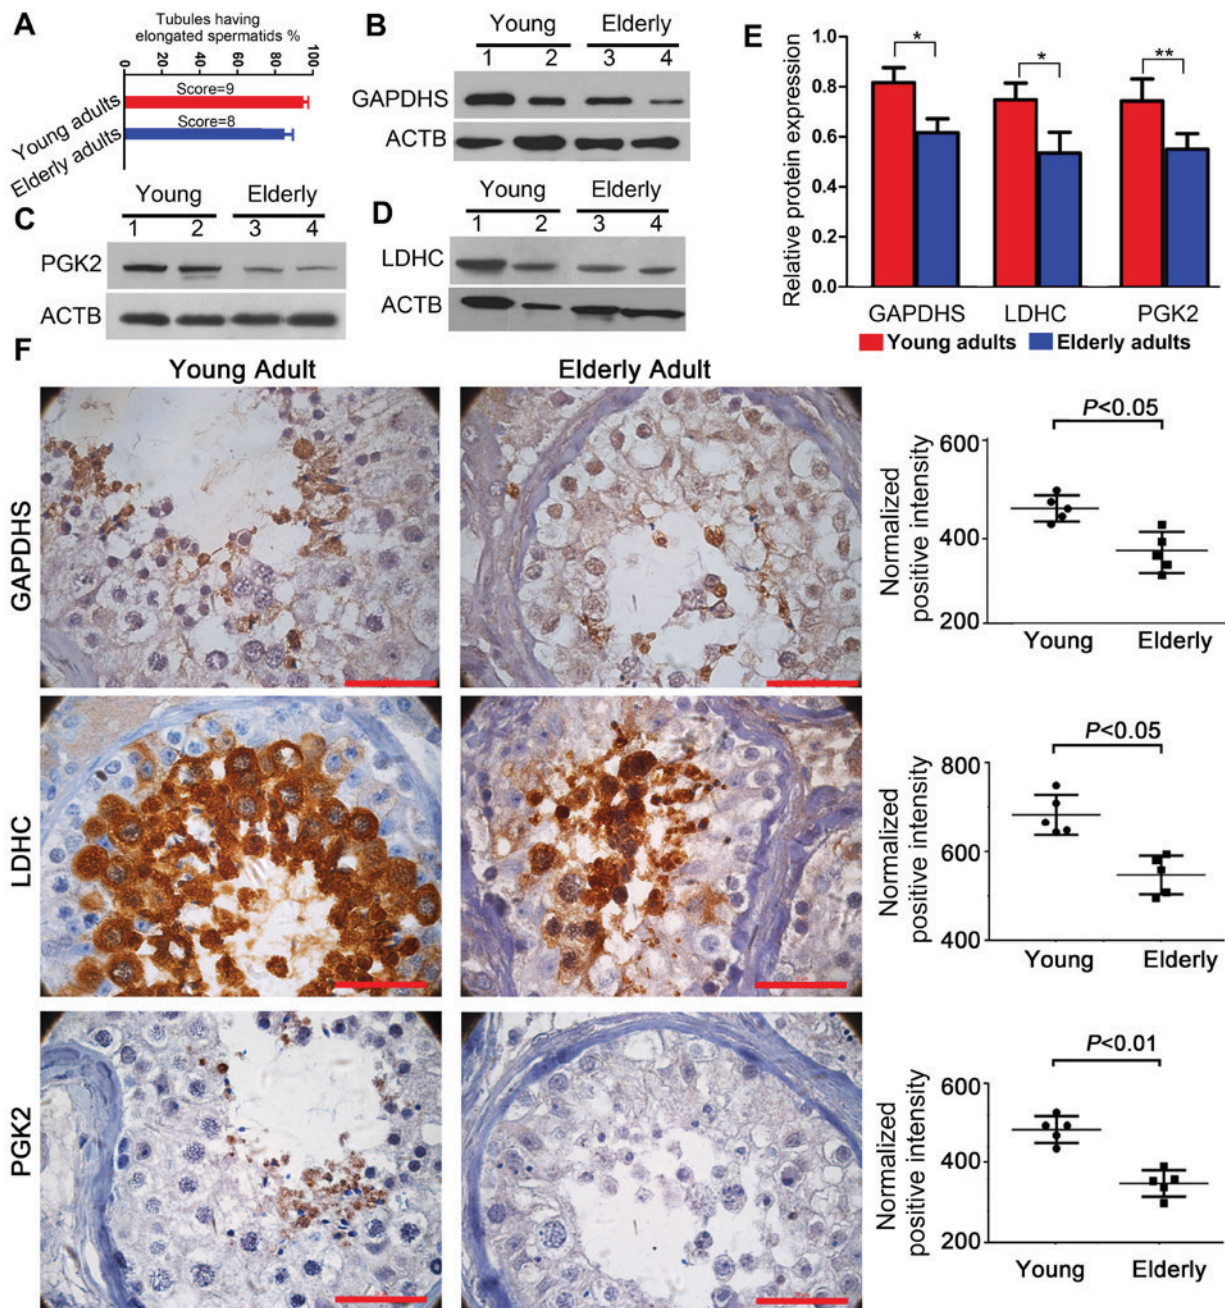 A
Tubules having
elongated spermatids %
0 20 40 60 80 100
Score=9
Young adults
Score=8
Elderly adults
B
Young Elderly
1 2 3 4
GAPDHS
ACTB
C
Young Elderly
1 2 3 4
PGK2
ACTB
D
Young Elderly
1 2 3 4
LDHC
ACTB
E
Relative protein expression
1.0
0.8
0.6
0.4
0.2
0.0
* * **
GAPDHS LDHC PGK2
Young adults Elderly adults
F
Young Adult Elderly Adult
GAPDHS
Normalized
positive intensity
P<0.05
600
400
200
Young Elderly
LDHC
Normalized
positive intensity
P<0.05
800
600
400
Young Elderly
PGK2
Normalized
positive intensity
P<0.01
600
400
200
Young Elderly